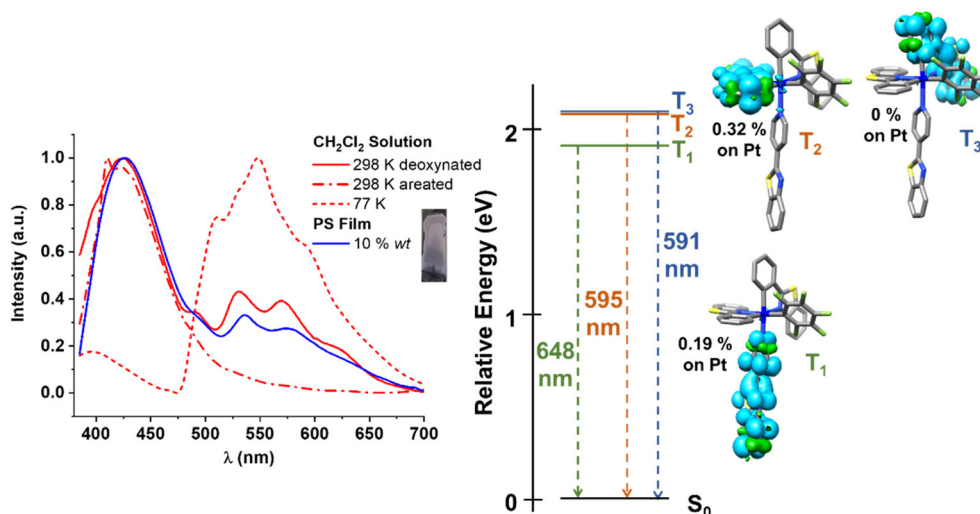 Intensity (a.u.)
1.0
0.8
0.6
0.4
0.2
0.0
400
450
500
550
600
650
700
λ (nm)
CH2Cl2 Solution
298 K deoxynated
298 K areated
77 K
PS Film
10 % wt
Relative Energy (eV)
2
1
0
T3
T2
T1
648
nm
595
nm
591
nm
S0
0.32 %
on Pt
T2
0 %
on Pt
T3
0.19 %
on Pt
T1